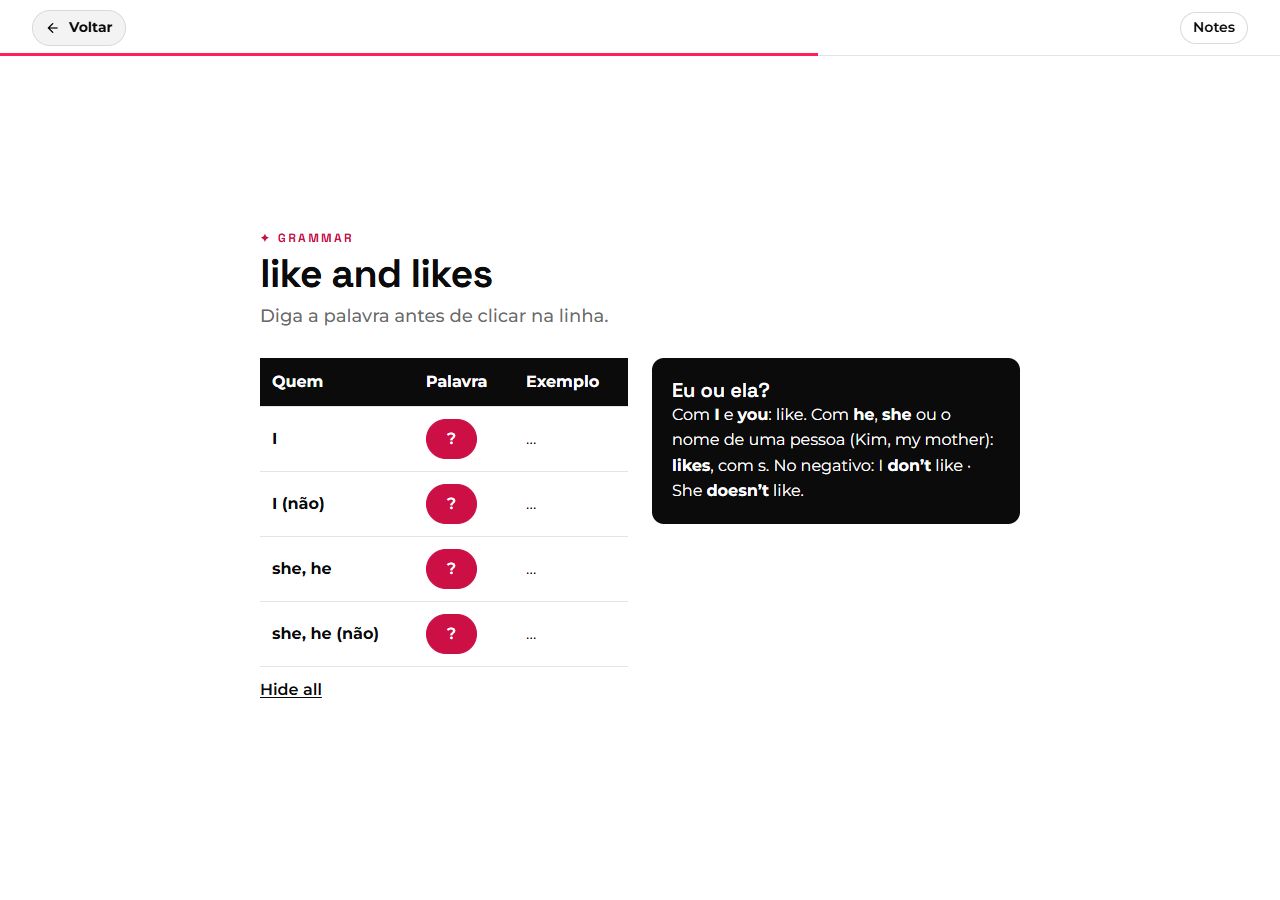 ← Voltar
Notes
✦ GRAMMAR
like and likes
Diga a palavra antes de clicar na linha.
Quem Palavra Exemplo
I ? ...
I (não) ? ...
she, he ? ...
she, he (não) ? ...
Hide all
Eu ou ela?
Com I e you: like. Com he, she ou o
nome de uma pessoa (Kim, my mother):
likes, com s. No negativo: I don’t like ·
She doesn’t like.